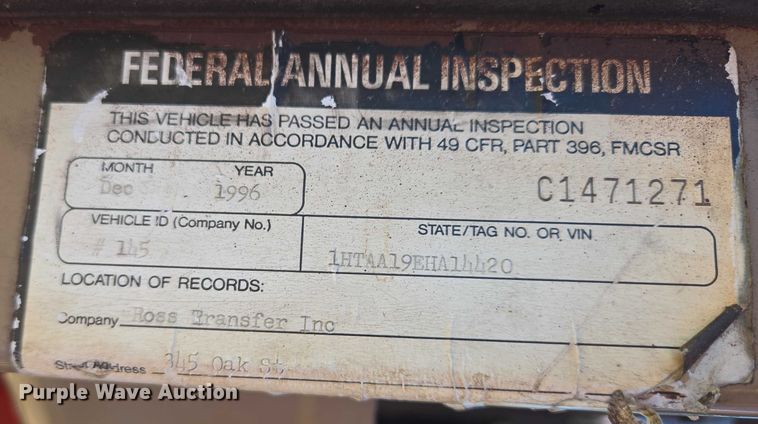 FEDERAL ANNUAL INSPECTION
THIS VEHICLE HAS PASSED AN ANNUAL INSPECTION
CONDUCTED IN ACCORDANCE WITH 49 CFR, PART 396, FMCSR
MONTH YEAR
Dec 1996
C1471271
VEHICLE ID (Company No.)
# 145
STATE/TAG NO. OR VIN
1HTAA19EHA14420
LOCATION OF RECORDS:
Company Ross Transfer Inc
Street Address 345 Oak St
Purple Wave Auction